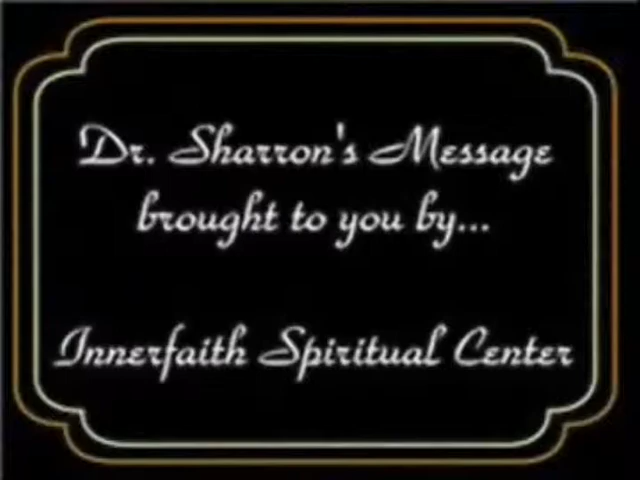 Dr. Sharron's Message
brought to you by...
Innerfaith Spiritual Center